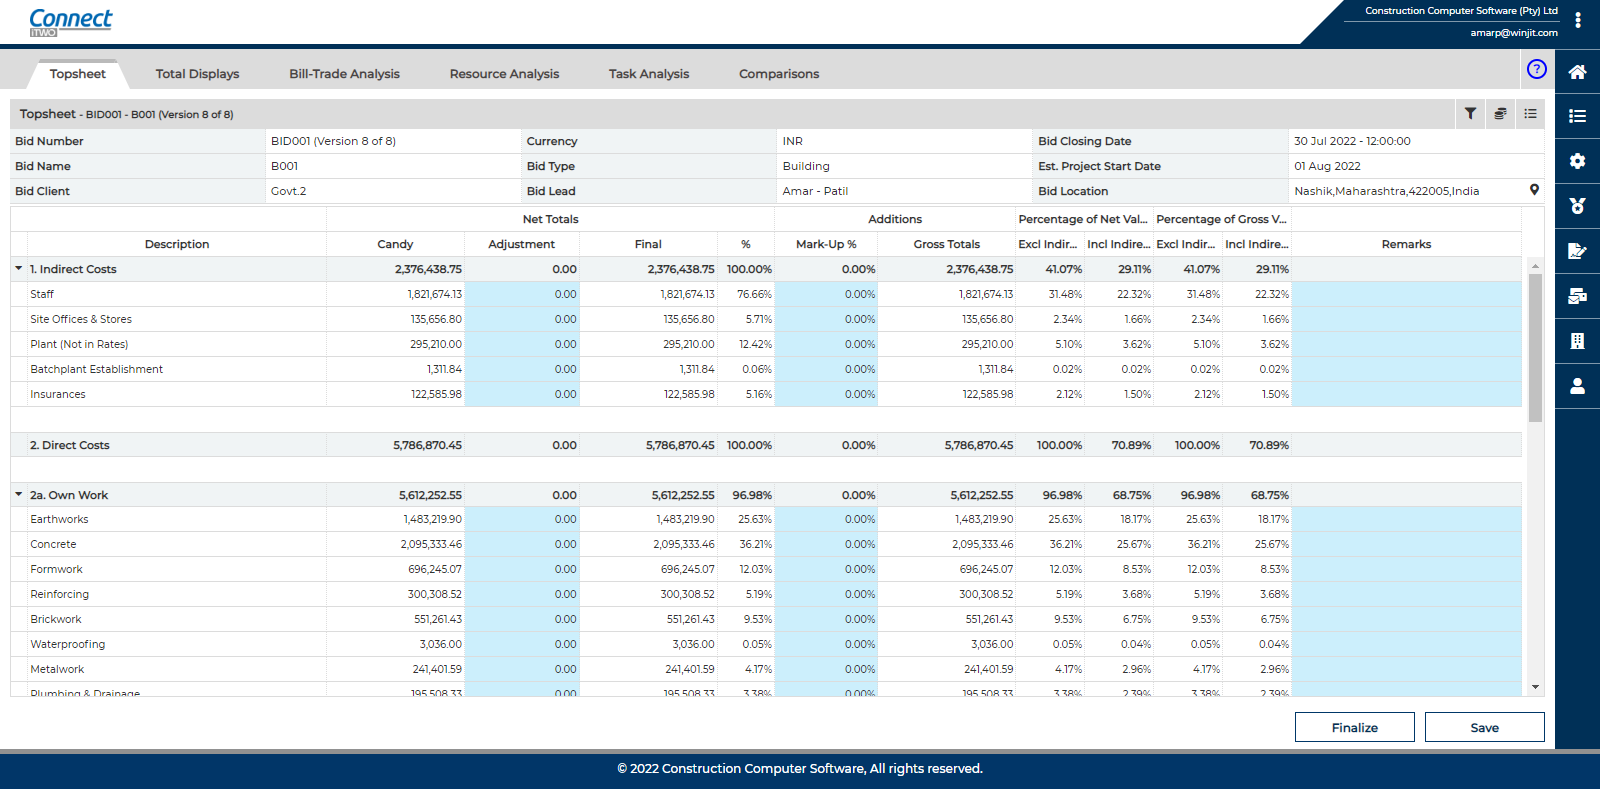 Connect
iTWO
Construction Computer Software (Pty) Ltd
amarp@winjit.com
Topsheet Total Displays Bill-Trade Analysis Resource Analysis Task Analysis Comparisons ?
Topsheet - BID001 - B001 (Version 8 of 8)
Bid Number BID001 (Version 8 of 8) Currency INR Bid Closing Date 30 Jul 2022 - 12:00:00
Bid Name B001 Bid Type Building Est. Project Start Date 01 Aug 2022
Bid Client Govt.2 Bid Lead Amar - Patil Bid Location Nashik,Maharashtra,422005,India
Net Totals Additions Percentage of Net Val... Percentage of Gross V...
Description Candy Adjustment Final % Mark-Up % Gross Totals Excl Indir... Incl Indire... Excl Indir... Incl Indire... Remarks
1. Indirect Costs 2,376,438.75 0.00 2,376,438.75 100.00% 0.00% 2,376,438.75 41.07% 29.11% 41.07% 29.11%
Staff 1,821,674.13 0.00 1,821,674.13 76.66% 0.00% 1,821,674.13 31.48% 22.32% 31.48% 22.32%
Site Offices & Stores 135,656.80 0.00 135,656.80 5.71% 0.00% 135,656.80 2.34% 1.66% 2.34% 1.66%
Plant (Not in Rates) 295,210.00 0.00 295,210.00 12.42% 0.00% 295,210.00 5.10% 3.62% 5.10% 3.62%
Batchplant Establishment 1,311.84 0.00 1,311.84 0.06% 0.00% 1,311.84 0.02% 0.02% 0.02% 0.02%
Insurances 122,585.98 0.00 122,585.98 5.16% 0.00% 122,585.98 2.12% 1.50% 2.12% 1.50%
2. Direct Costs 5,786,870.45 0.00 5,786,870.45 100.00% 0.00% 5,786,870.45 100.00% 70.89% 100.00% 70.89%
2a. Own Work 5,612,252.55 0.00 5,612,252.55 96.98% 0.00% 5,612,252.55 96.98% 68.75% 96.98% 68.75%
Earthworks 1,483,219.90 0.00 1,483,219.90 25.63% 0.00% 1,483,219.90 25.63% 18.17% 25.63% 18.17%
Concrete 2,095,333.46 0.00 2,095,333.46 36.21% 0.00% 2,095,333.46 36.21% 25.67% 36.21% 25.67%
Formwork 696,245.07 0.00 696,245.07 12.03% 0.00% 696,245.07 12.03% 8.53% 12.03% 8.53%
Reinforcing 300,308.52 0.00 300,308.52 5.19% 0.00% 300,308.52 5.19% 3.68% 5.19% 3.68%
Brickwork 551,261.43 0.00 551,261.43 9.53% 0.00% 551,261.43 9.53% 6.75% 9.53% 6.75%
Waterproofing 3,036.00 0.00 3,036.00 0.05% 0.00% 3,036.00 0.05% 0.04% 0.05% 0.04%
Metalwork 241,401.59 0.00 241,401.59 4.17% 0.00% 241,401.59 4.17% 2.96% 4.17% 2.96%
Plumbing & Drainage 195,508.33 0.00 195,508.33 3.38% 0.00% 195,508.33 3.38% 2.39% 3.38% 2.39%
Finalize Save
© 2022 Construction Computer Software, All rights reserved.